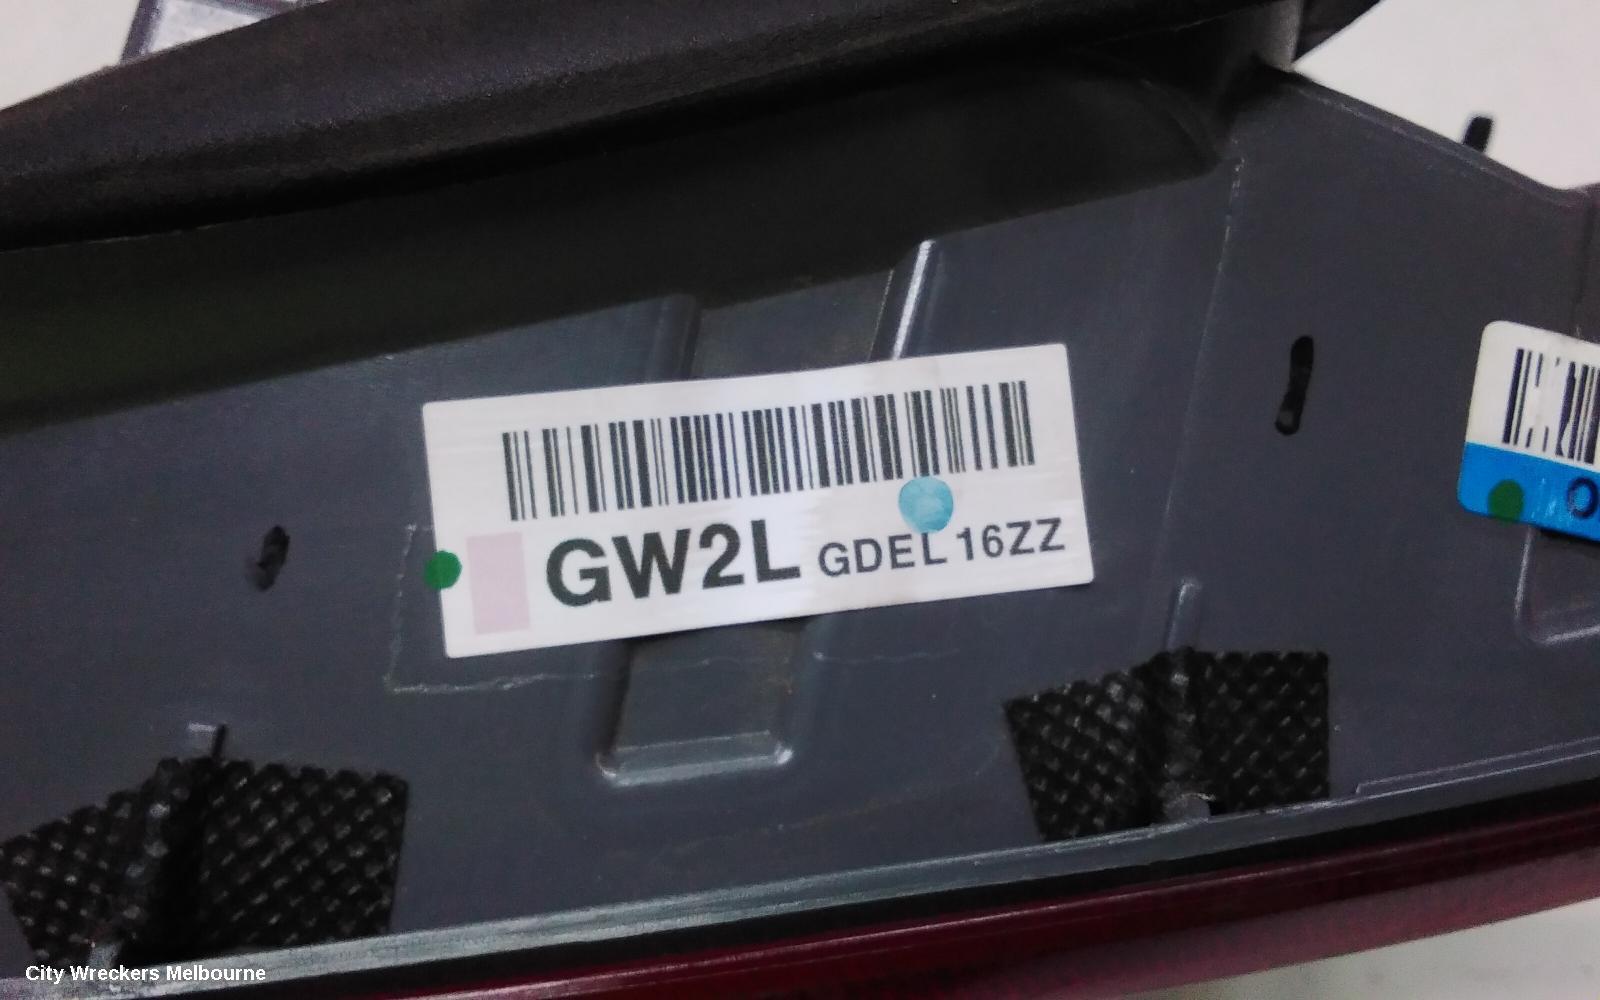 GW2L GDEL 16ZZ
City Wreckers Melbourne